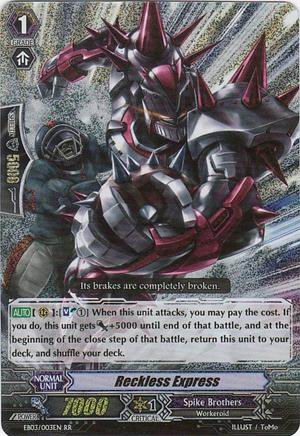 1
GRADE
SHIELD
5000
Its brakes are completely broken.
AUTO [1:V①] When this unit attacks, you may pay the cost. If
you do, this unit gets +5000 until end of that battle, and at the
beginning of the close step of that battle, return this unit to your
deck, and shuffle your deck.
NORMAL
UNIT
Reckless Express
POWER
7000
1
CRITICAL
Spike Brothers
Workeroid
EB03/003EN RR
ILLUST / ToMo